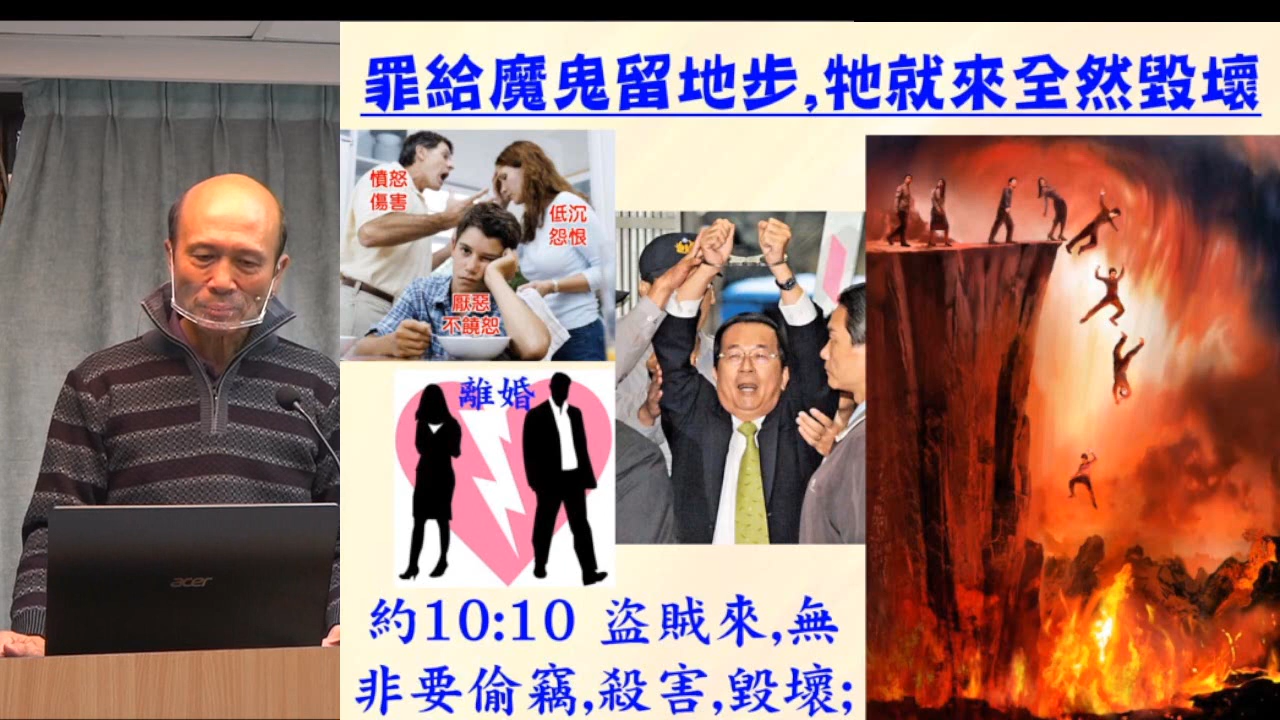 罪給魔鬼留地步,牠就來全然毀壞
憤怒
傷害
低沉
怨恨
厭惡
不饒恕
離婚
約10:10 盜賊來,無
非要偷竊,殺害,毀壞;
acer